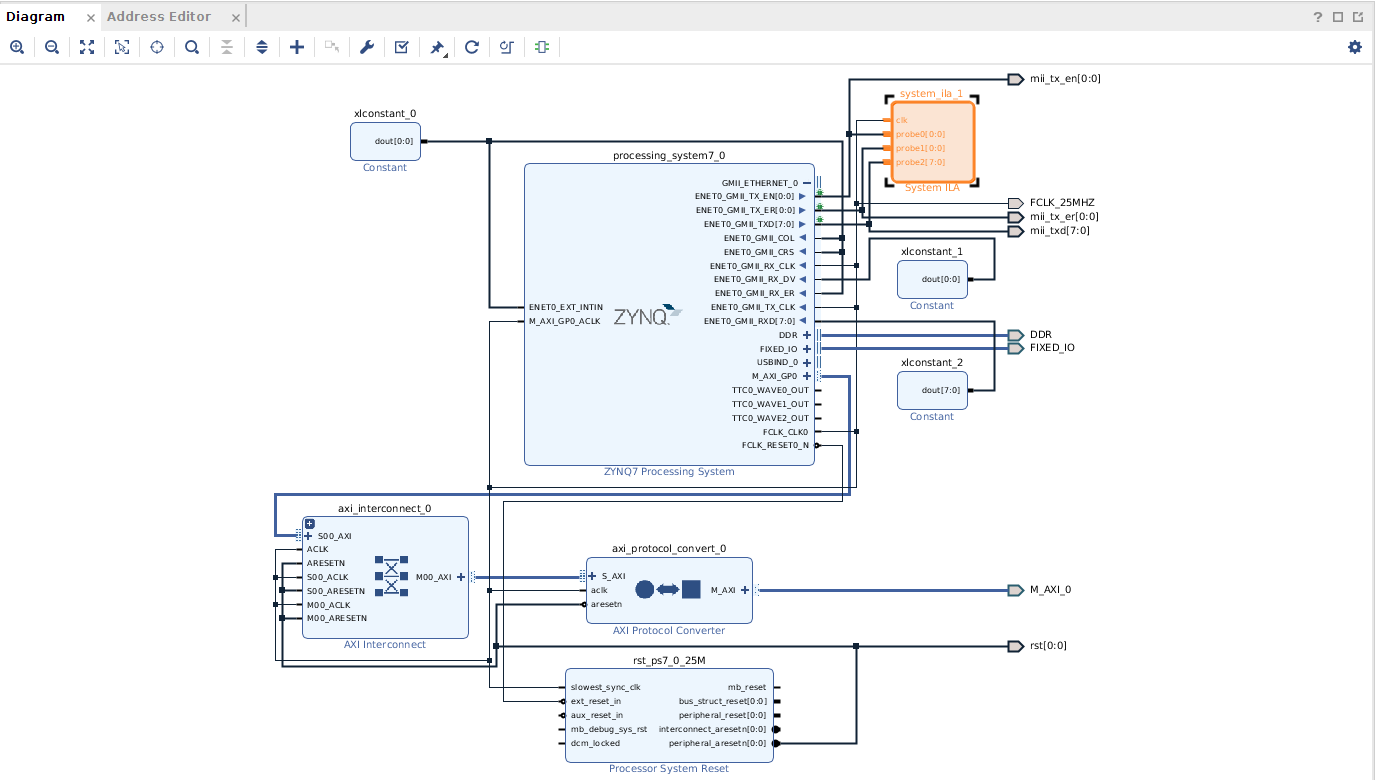 Diagram
Address Editor
?
mii_tx_en[0:0]
system_ila_1
clk
probe0[0:0]
probe1[0:0]
probe2[7:0]
System ILA
xlconstant_0
dout[0:0]
Constant
processing_system7_0
GMII_ETHERNET_0
ENET0_GMII_TX_EN[0:0]
ENET0_GMII_TX_ER[0:0]
ENET0_GMII_TXD[7:0]
ENET0_GMII_COL
ENET0_GMII_CRS
ENET0_GMII_RX_CLK
ENET0_GMII_RX_DV
ENET0_GMII_RX_ER
ENET0_EXT_INTIN
ENET0_GMII_TX_CLK
M_AXI_GP0_ACLK
ZYNQ
ENET0_GMII_RXD[7:0]
DDR
FIXED_IO
USBIND_0
M_AXI_GP0
TTC0_WAVE0_OUT
TTC0_WAVE1_OUT
TTC0_WAVE2_OUT
FCLK_CLK0
FCLK_RESET0_N
ZYNQ7 Processing System
FCLK_25MHZ
mii_tx_er[0:0]
mii_txd[7:0]
xlconstant_1
dout[0:0]
Constant
DDR
FIXED_IO
xlconstant_2
dout[7:0]
Constant
axi_interconnect_0
S00_AXI
ACLK
ARESETN
S00_ACLK
S00_ARESETN
M00_ACLK
M00_ARESETN
M00_AXI
AXI Interconnect
axi_protocol_convert_0
S_AXI
aclk
aresetn
M_AXI
AXI Protocol Converter
M_AXI_0
rst[0:0]
rst_ps7_0_25M
slowest_sync_clk
ext_reset_in
aux_reset_in
mb_debug_sys_rst
dcm_locked
mb_reset
bus_struct_reset[0:0]
peripheral_reset[0:0]
interconnect_aresetn[0:0]
peripheral_aresetn[0:0]
Processor System Reset